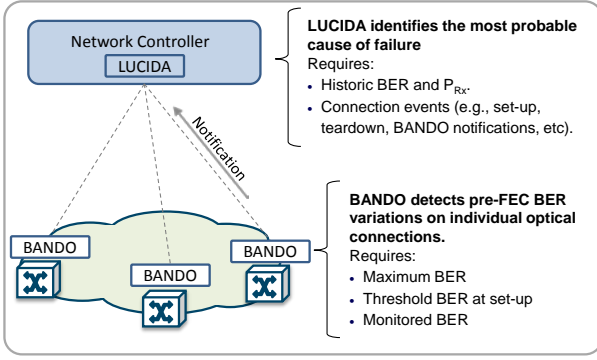 Network Controller
LUCIDA
LUCIDA identifies the most probable
cause of failure
Requires:
• Historic BER and PRx.
• Connection events (e.g., set-up,
teardown, BANDO notifications, etc).
Notification
BANDO
BANDO
BANDO
BANDO detects pre-FEC BER
variations on individual optical
connections.
Requires:
• Maximum BER
• Threshold BER at set-up
• Monitored BER